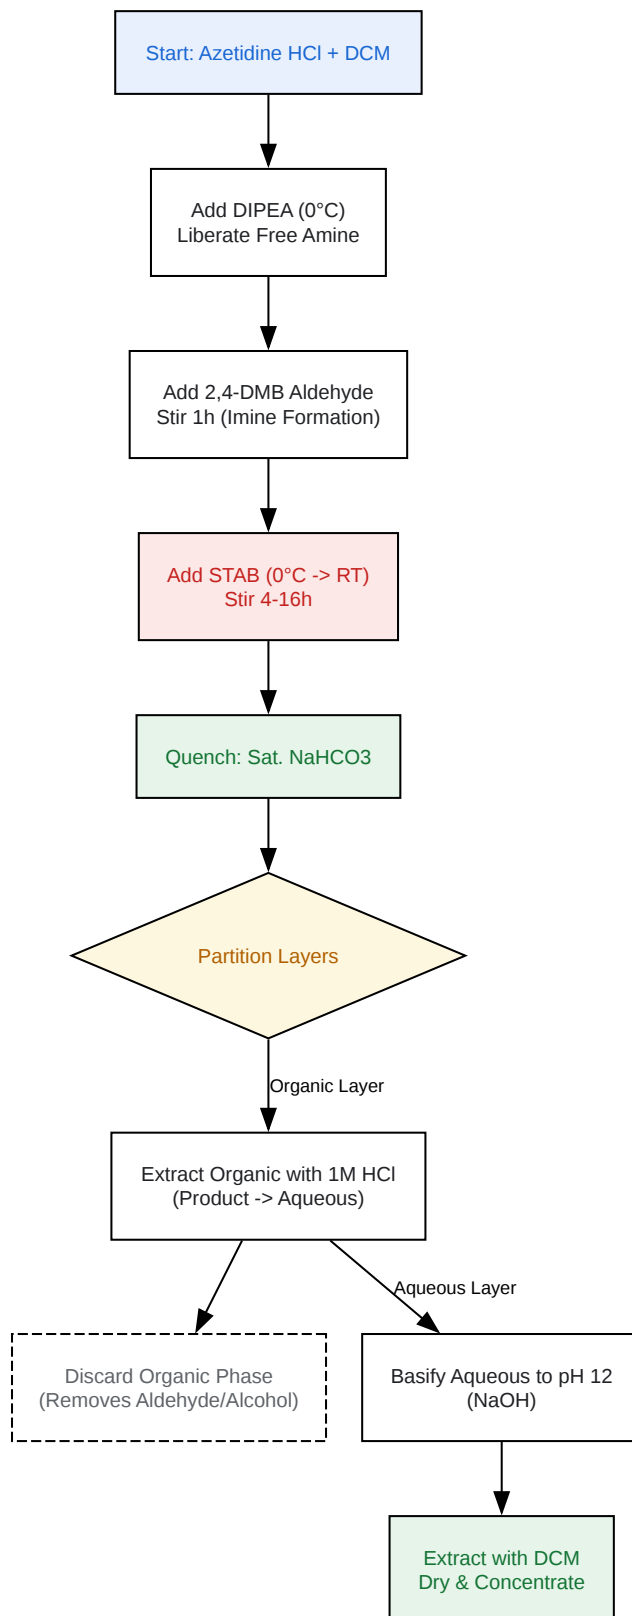 Start: Azetidine HCl + DCM
Add DIPEA (0°C)
Liberate Free Amine
Add 2,4-DMB Aldehyde
Stir 1h (Imine Formation)
Add STAB (0°C -> RT)
Stir 4-16h
Quench: Sat. NaHCO3
Partition Layers
Organic Layer
Extract Organic with 1M HCl
(Product -> Aqueous)
Aqueous Layer
Discard Organic Phase
(Removes Aldehyde/Alcohol)
Basify Aqueous to pH 12
(NaOH)
Extract with DCM
Dry & Concentrate